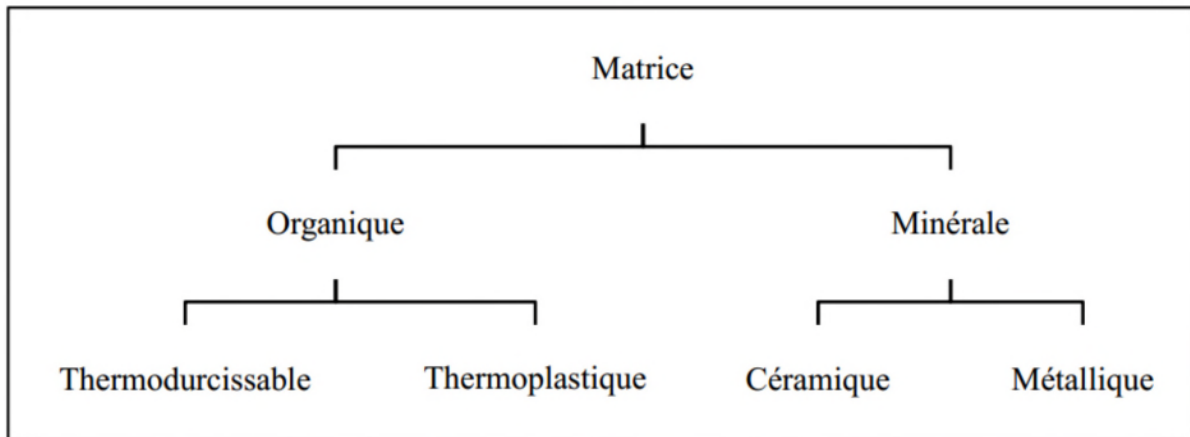 Matrice
Organique Minérale
Thermodurcissable Thermoplastique Céramique Métallique